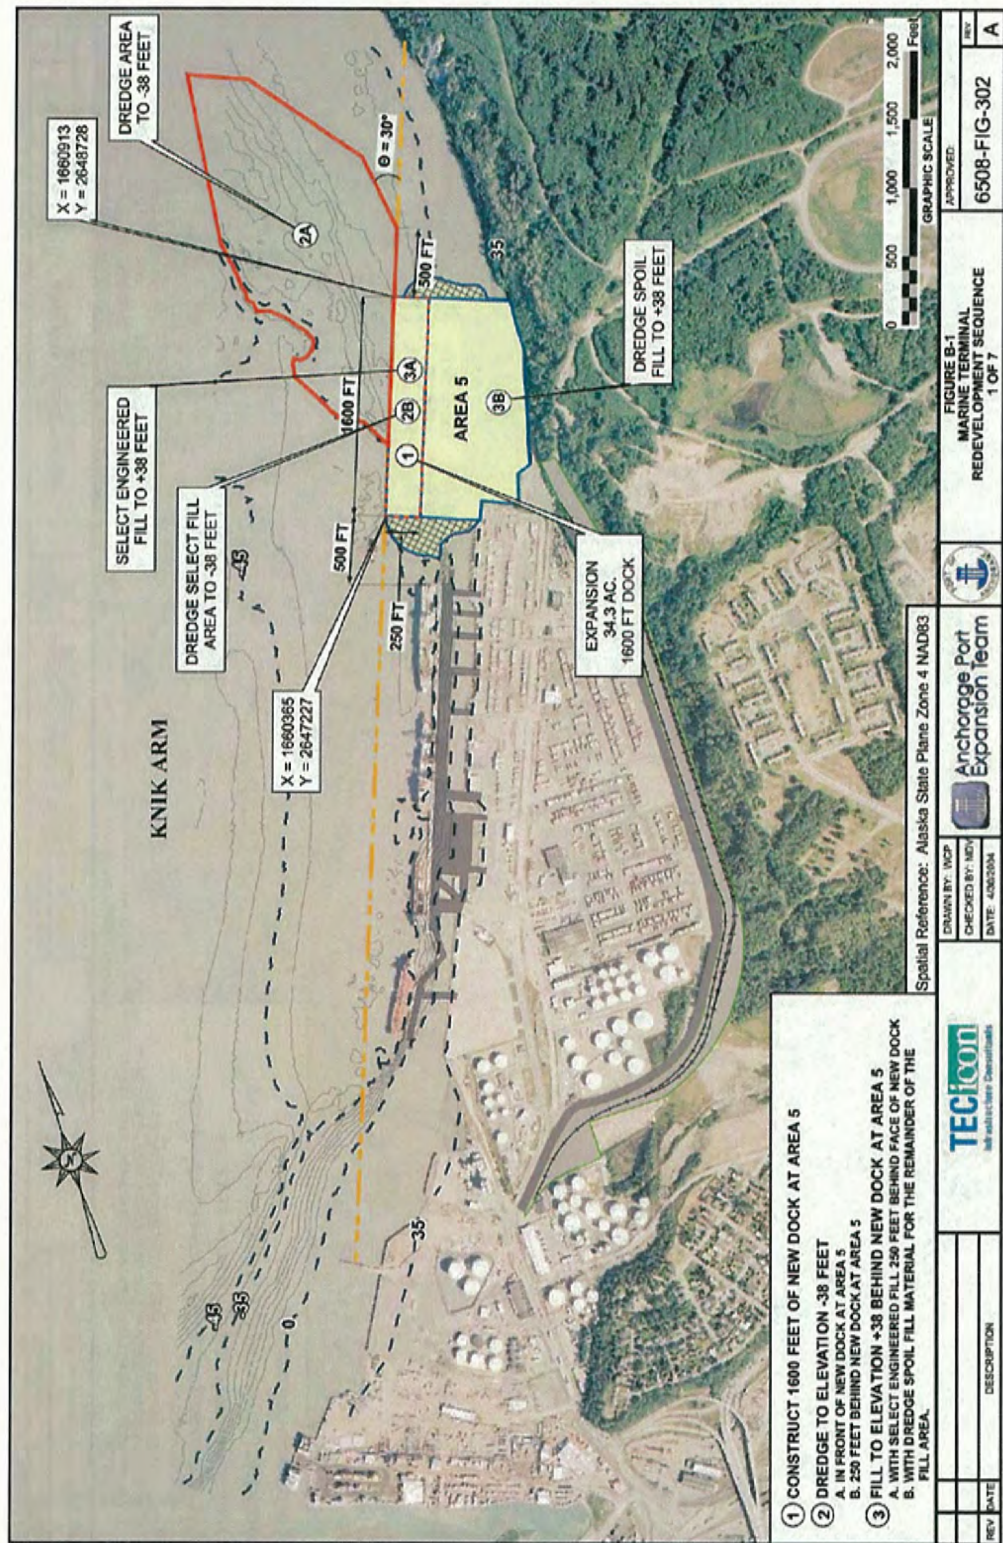 KNIK ARM
X = 1660913
Y = 2648728
DREDGE AREA
TO -38 FEET
SELECT ENGINEERED
FILL TO +38 FEET
DREDGE SELECT FILL
AREA TO -38 FEET
X = 1660365
Y = 2647227
2A
Θ = 30°
1600 FT
500 FT
500 FT
250 FT
1
2B
3A
3B
AREA 5
35
-45
-45
-35
0
-35
EXPANSION
34.3 AC.
1600 FT DOCK
DREDGE SPOIL
FILL TO +38 FEET
0 500 1,000 1,500 2,000
Feet
GRAPHIC SCALE
N
1 CONSTRUCT 1600 FEET OF NEW DOCK AT AREA 5
2 DREDGE TO ELEVATION -38 FEET
A. IN FRONT OF NEW DOCK AT AREA 5
B. 250 FEET BEHIND NEW DOCK AT AREA 5
3 FILL TO ELEVATION +38 BEHIND NEW DOCK AT AREA 5
A. WITH SELECT ENGINEERED FILL 250 FEET BEHIND FACE OF NEW DOCK
B. WITH DREDGE SPOIL FILL MATERIAL FOR THE REMAINDER OF THE
FILL AREA.
Spatial Reference: Alaska State Plane Zone 4 NAD83
REV DATE DESCRIPTION
TECicon
Infrastructure Consultants
DRAWN BY: WCP
CHECKED BY: MDV
DATE: 4/30/2004
Anchorage Port
Expansion Team
FIGURE B-1
MARINE TERMINAL
REDEVELOPMENT SEQUENCE
1 OF 7
APPROVED:
6508-FIG-302
REV
A